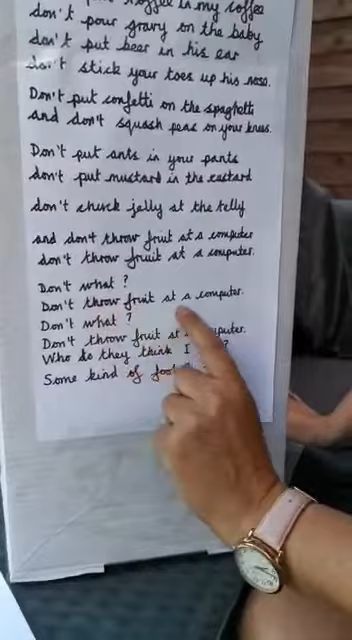 toffee in my coffee
don't pour gravy on the baby
don't put beer in his ear
don't stick your toes up his nose.
Don't put confetti on the spaghetti
and don't squash peas on your knees.
Don't put ants in your pants
don't put mustard in the custard
don't chuck jelly at the telly
and don't throw fruit at a computer
don't throw fruit at a computer.
Don't what?
Don't throw fruit at a computer.
Don't what?
Don't throw fruit at computer.
Who do they think I ?
Some kind of